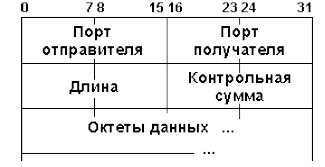 0 7 8 15 16 23 24 31
Порт Порт
отправителя получателя
Длина Контрольная
сумма
Октеты данных ...
...